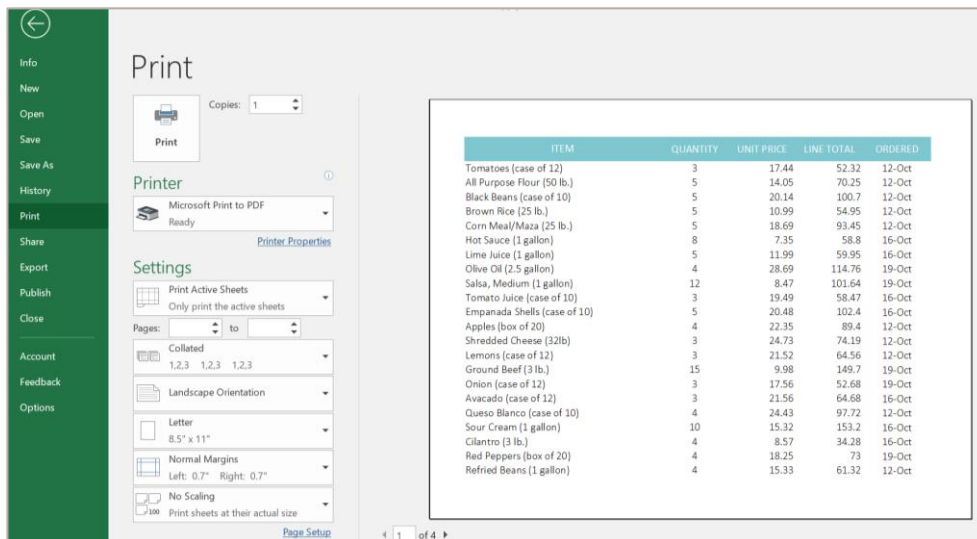 Info
New
Open
Save
Save As
History
Print
Share
Export
Publish
Close
Account
Feedback
Options
Print
Copies: 1
Print
Printer
Microsoft Print to PDF
Ready
Printer Properties
Settings
Print Active Sheets
Only print the active sheets
Pages: to
Collated
1,2,3 1,2,3 1,2,3
Landscape Orientation
Letter
8.5" x 11"
Normal Margins
Left: 0.7" Right: 0.7"
No Scaling
100 Print sheets at their actual size
Page Setup
ITEM QUANTITY UNIT PRICE LINE TOTAL ORDERED
Tomatoes (case of 12) 3 17.44 52.32 12-Oct
All Purpose Flour (50 lb.) 5 14.05 70.25 12-Oct
Black Beans (case of 10) 5 20.14 100.7 12-Oct
Brown Rice (25 lb.) 5 10.99 54.95 12-Oct
Corn Meal/Maza (25 lb.) 5 18.69 93.45 12-Oct
Hot Sauce (1 gallon) 8 7.35 58.8 16-Oct
Lime Juice (1 gallon) 5 11.99 59.95 16-Oct
Olive Oil (2.5 gallon) 4 28.69 114.76 19-Oct
Salsa, Medium (1 gallon) 12 8.47 101.64 19-Oct
Tomato Juice (case of 10) 3 19.49 58.47 16-Oct
Empanada Shells (case of 10) 5 20.48 102.4 16-Oct
Apples (box of 20) 4 22.35 89.4 12-Oct
Shredded Cheese (32lb) 3 24.73 74.19 12-Oct
Lemons (case of 12) 3 21.52 64.56 12-Oct
Ground Beef (3 lb.) 15 9.98 149.7 19-Oct
Onion (case of 12) 3 17.56 52.68 19-Oct
Avacado (case of 12) 3 21.56 64.68 16-Oct
Queso Blanco (case of 10) 4 24.43 97.72 12-Oct
Sour Cream (1 gallon) 10 15.32 153.2 16-Oct
Cilantro (3 lb.) 4 8.57 34.28 16-Oct
Red Peppers (box of 20) 4 18.25 73 19-Oct
Refried Beans (1 gallon) 4 15.33 61.32 12-Oct
1 of 4